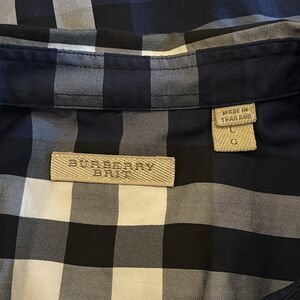 MADE IN
THAILAND
L
G
BURBERRY
BRIT